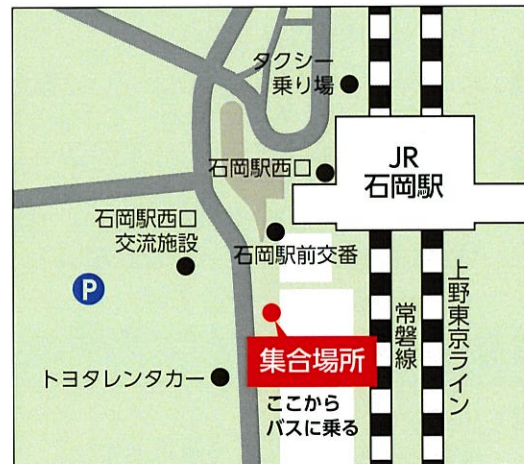 タクシー
乗り場
JR
石岡駅
石岡駅西口
石岡駅西口
交流施設
石岡駅前交番
P
上野東京ライン
常磐線
集合場所
トヨタレンタカー
ここから
バスに乗る